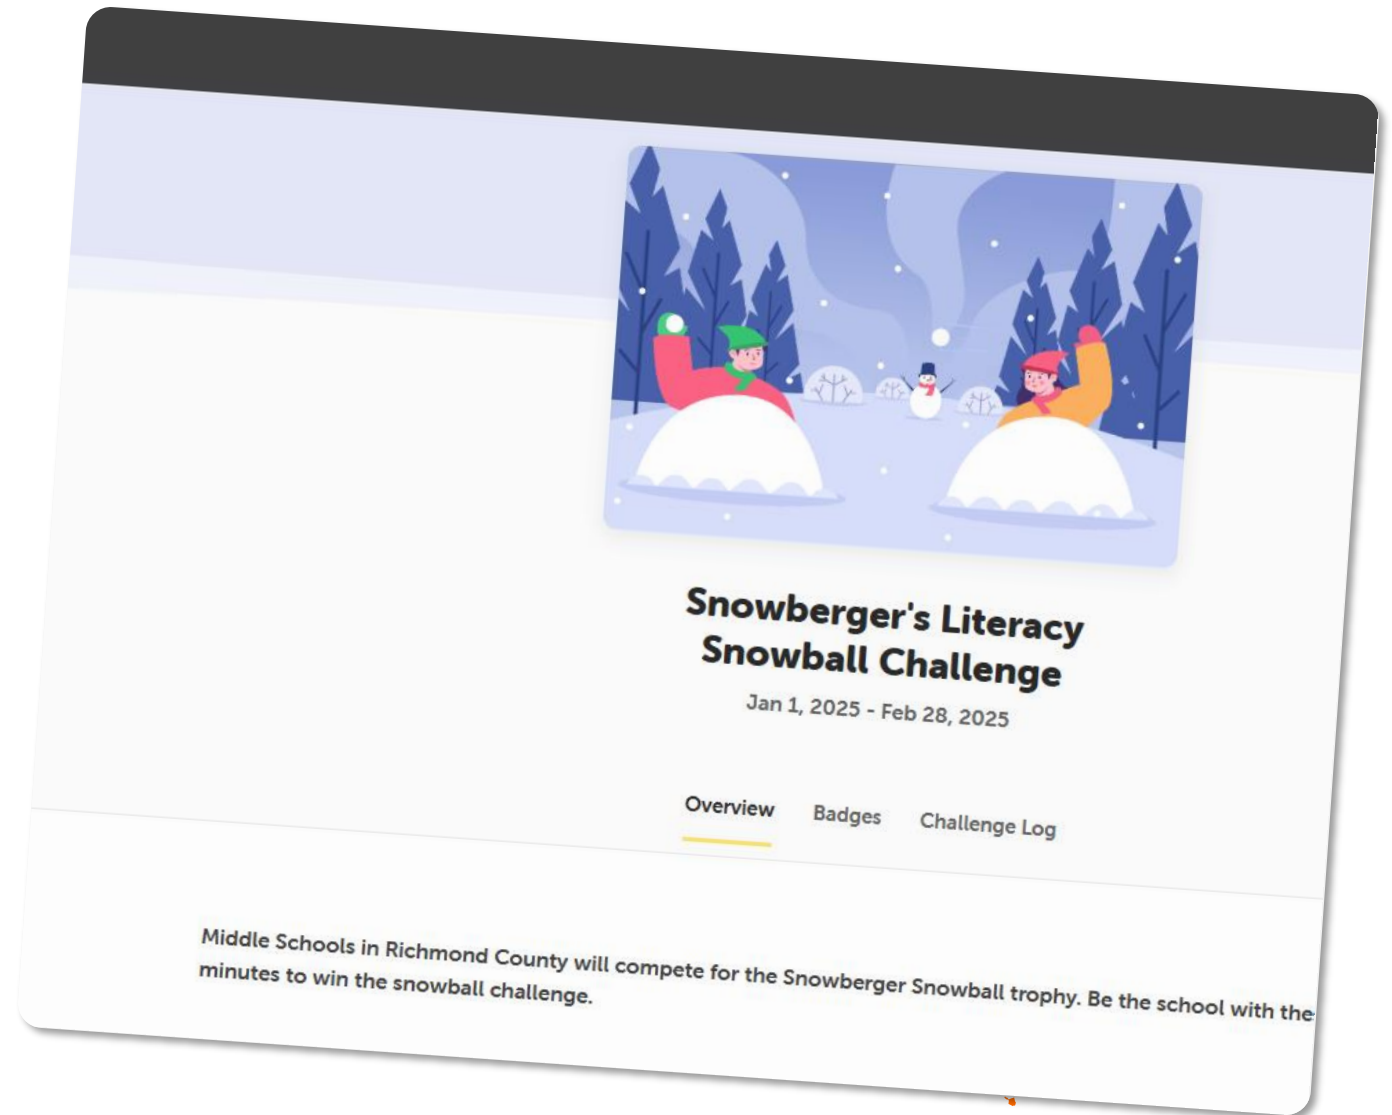 Snowberger's Literacy
Snowball Challenge
Jan 1, 2025 - Feb 28, 2025
Overview Badges Challenge Log
Middle Schools in Richmond County will compete for the Snowberger Snowball trophy. Be the school with the
minutes to win the snowball challenge.